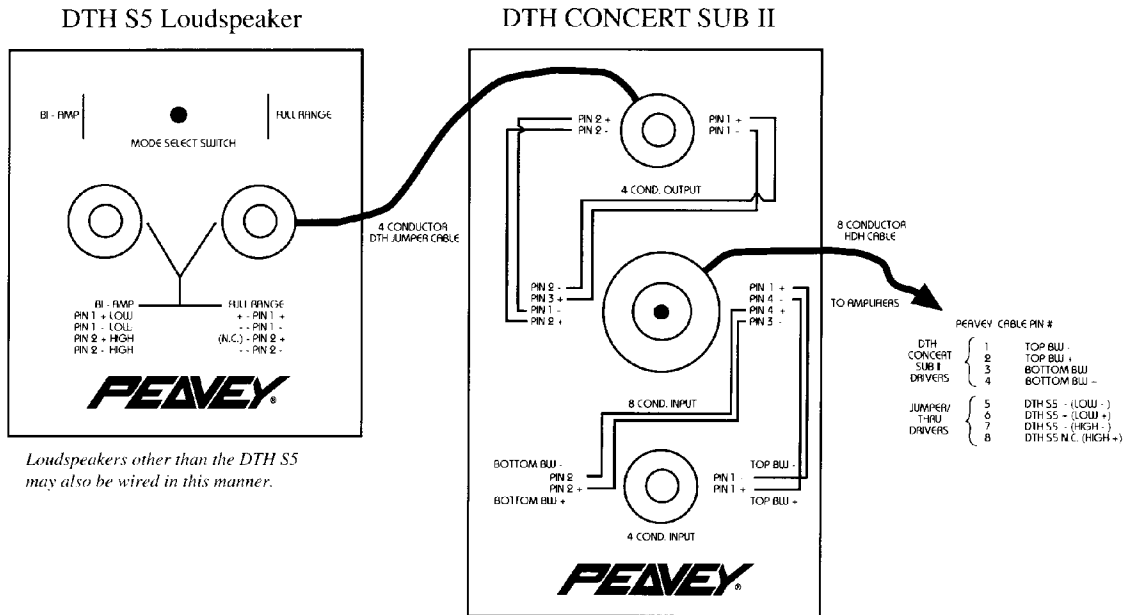 DTH S5 Loudspeaker
BI - AMP
FULL RANGE
MODE SELECT SWITCH
BI - AMP
PIN 1 + LOW
PIN 1 - LOW
PIN 2 + HIGH
PIN 2 - HIGH
FULL RANGE
+ - PIN 1 +
- - PIN 1 -
(N.C.) - PIN 2 +
- - PIN 2 -
PEAVEY®
Loudspeakers other than the DTH S5
may also be wired in this manner.
4 CONDUCTOR
DTH JUMPER CABLE
DTH CONCERT SUB II
PIN 2 +
PIN 2 -
PIN 1 +
PIN 1 -
4 COND. OUTPUT
PIN 2 -
PIN 3 +
PIN 1 -
PIN 2 +
PIN 1 +
PIN 4 -
PIN 4 +
PIN 3 -
8 COND. INPUT
BOTTOM BW -
PIN 2
PIN 2 +
BOTTOM BW +
TOP BW -
PIN 1 -
PIN 1 +
TOP BW +
4 COND. INPUT
PEAVEY®
8 CONDUCTOR
HDH CABLE
TO AMPLIFIERS
PEAVEY CABLE PIN #
DTH
CONCERT
SUB II
DRIVERS
1 TOP BW -
2 TOP BW +
3 BOTTOM BW
4 BOTTOM BW -
JUMPER/
THRU
DRIVERS
5 DTH S5 - (LOW - )
6 DTH S5 + (LOW +)
7 DTH S5 - (HIGH - )
8 DTH S5 N.C. (HIGH +)